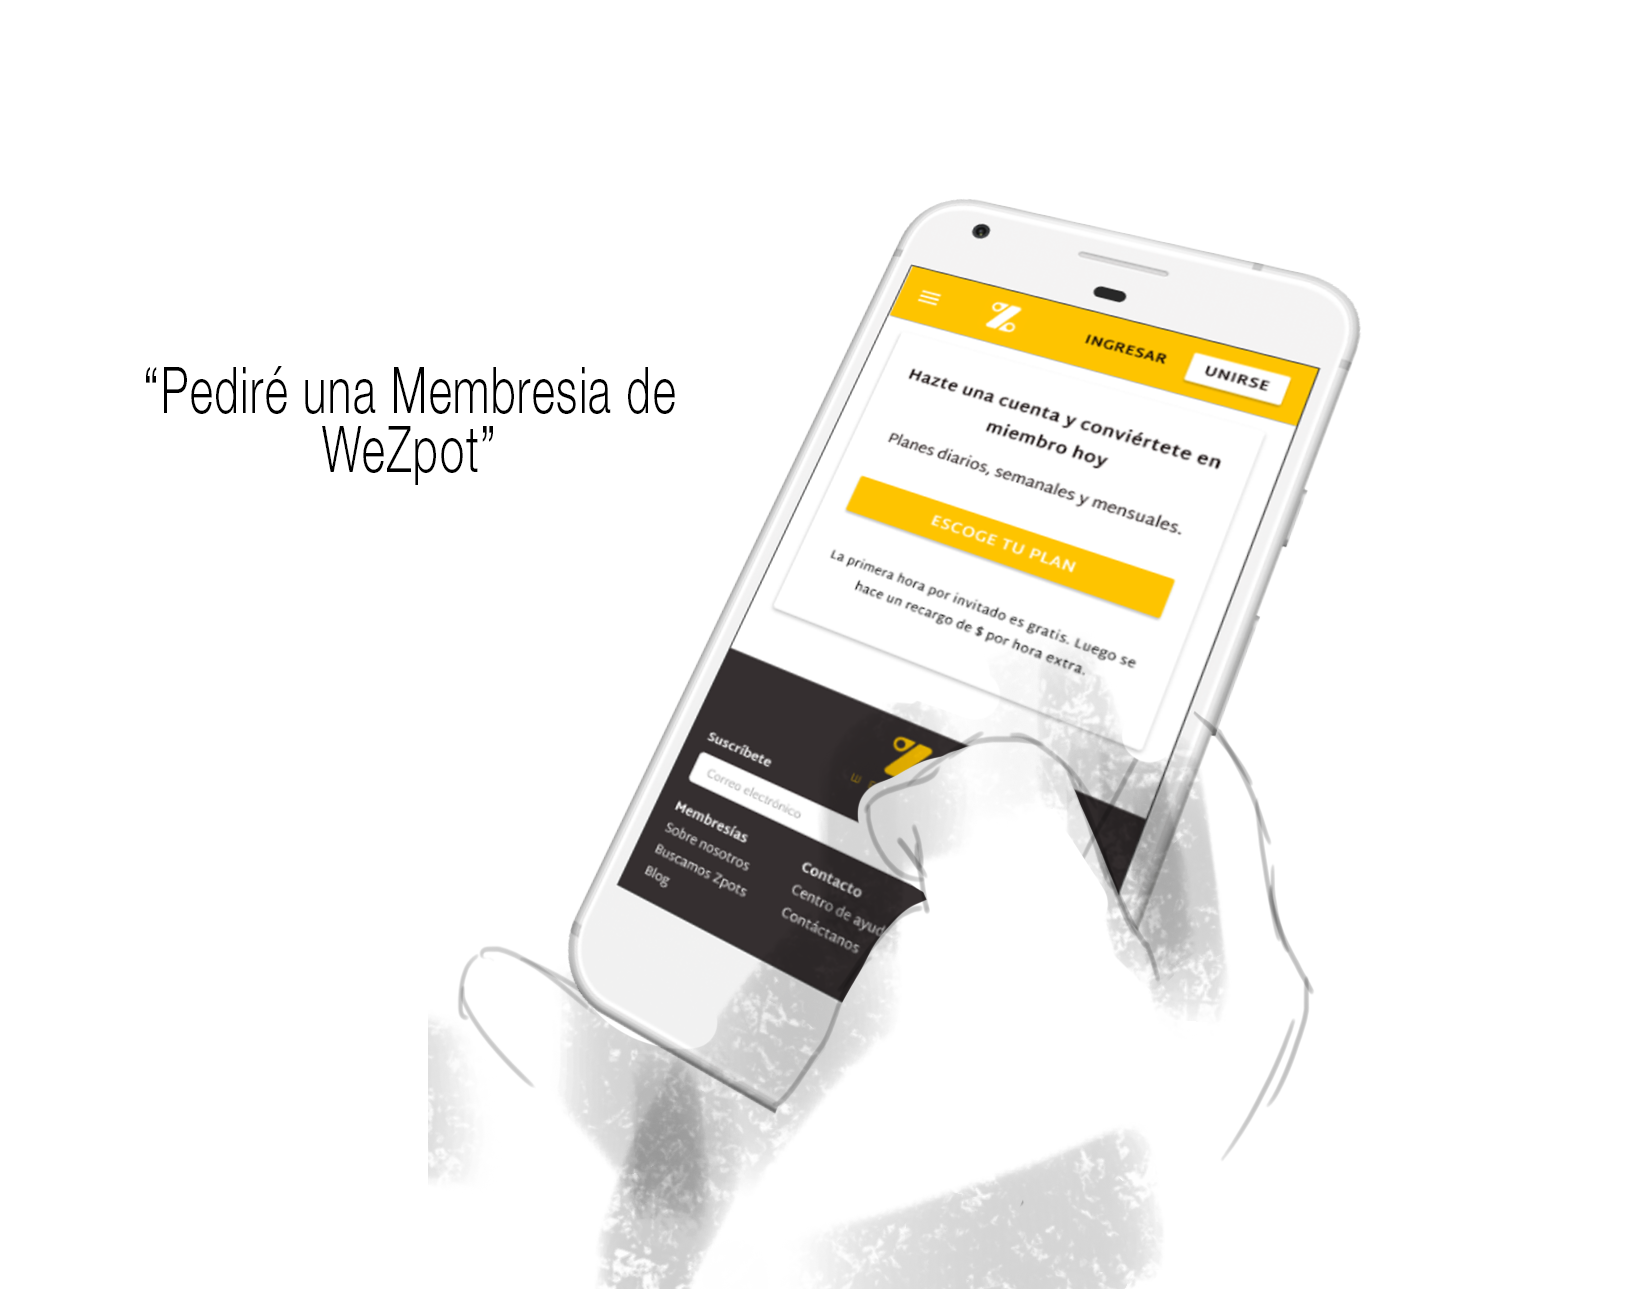 “Pediré una Membresia de
WeZpot”
INGRESAR
UNIRSE
Hazte una cuenta y conviértete en
miembro hoy
Planes diarios, semanales y mensuales.
ESCOGE TU PLAN
La primera hora por invitado es gratis. Luego se
hace un recargo de $ por hora extra.
Suscríbete
Correo electrónico
Membresías
Sobre nosotros
Buscamos Zpots
Blog
Contacto
Centro de ayud
Contáctanos